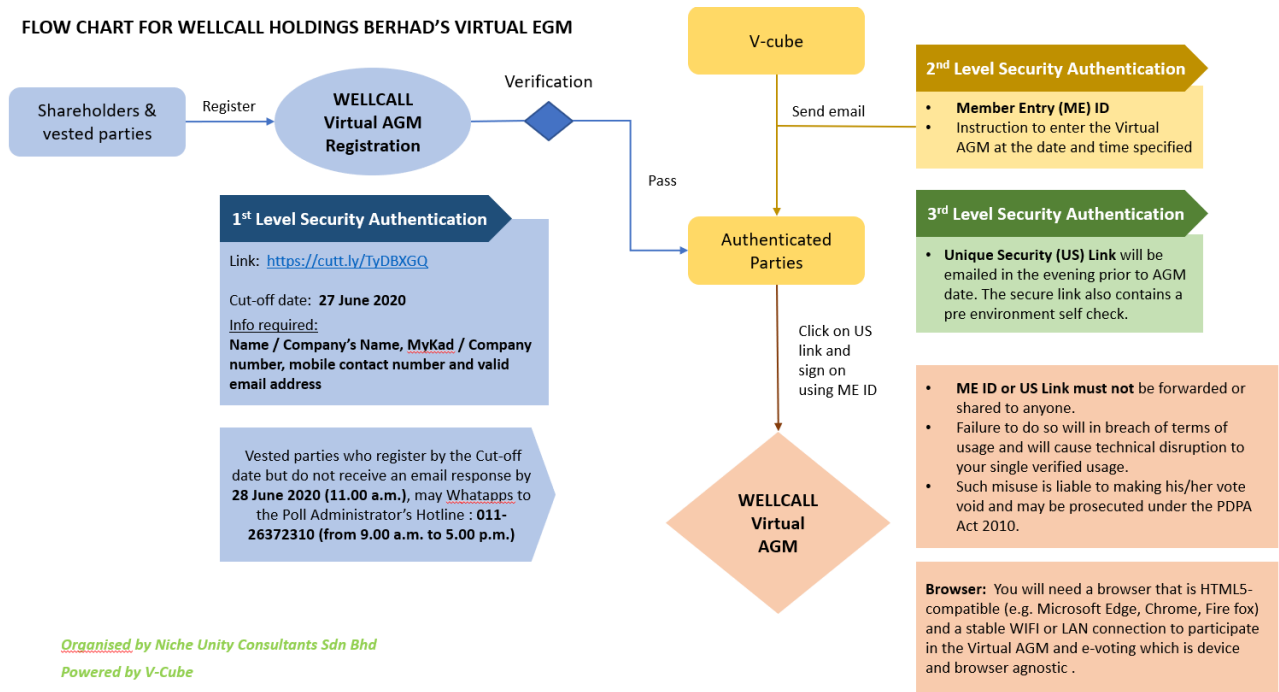 FLOW CHART FOR WELLCALL HOLDINGS BERHAD'S VIRTUAL EGM
Shareholders &
vested parties
Register
WELLCALL
Virtual AGM
Registration
Verification
Pass
V-cube
Send email
Authenticated
Parties
Click on US
link and
sign on
using ME ID
WELLCALL
Virtual
AGM
1st Level Security Authentication
Link: https://cutt.ly/TyDBXGQ
Cut-off date: 27 June 2020
Info required:
Name / Company's Name, MyKad / Company
number, mobile contact number and valid
email address
Vested parties who register by the Cut-off
date but do not receive an email response by
28 June 2020 (11.00 a.m.), may Whatapps to
the Poll Administrator's Hotline : 011-
26372310 (from 9.00 a.m. to 5.00 p.m.)
2nd Level Security Authentication
• Member Entry (ME) ID
• Instruction to enter the Virtual
AGM at the date and time specified
3rd Level Security Authentication
• Unique Security (US) Link will be
emailed in the evening prior to AGM
date. The secure link also contains a
pre environment self check.
• ME ID or US Link must not be forwarded or
shared to anyone.
• Failure to do so will in breach of terms of
usage and will cause technical disruption to
your single verified usage.
• Such misuse is liable to making his/her vote
void and may be prosecuted under the PDPA
Act 2010.
Browser: You will need a browser that is HTML5-
compatible (e.g. Microsoft Edge, Chrome, Fire fox)
and a stable WIFI or LAN connection to participate
in the Virtual AGM and e-voting which is device
and browser agnostic .
Organised by Niche Unity Consultants Sdn Bhd
Powered by V-Cube